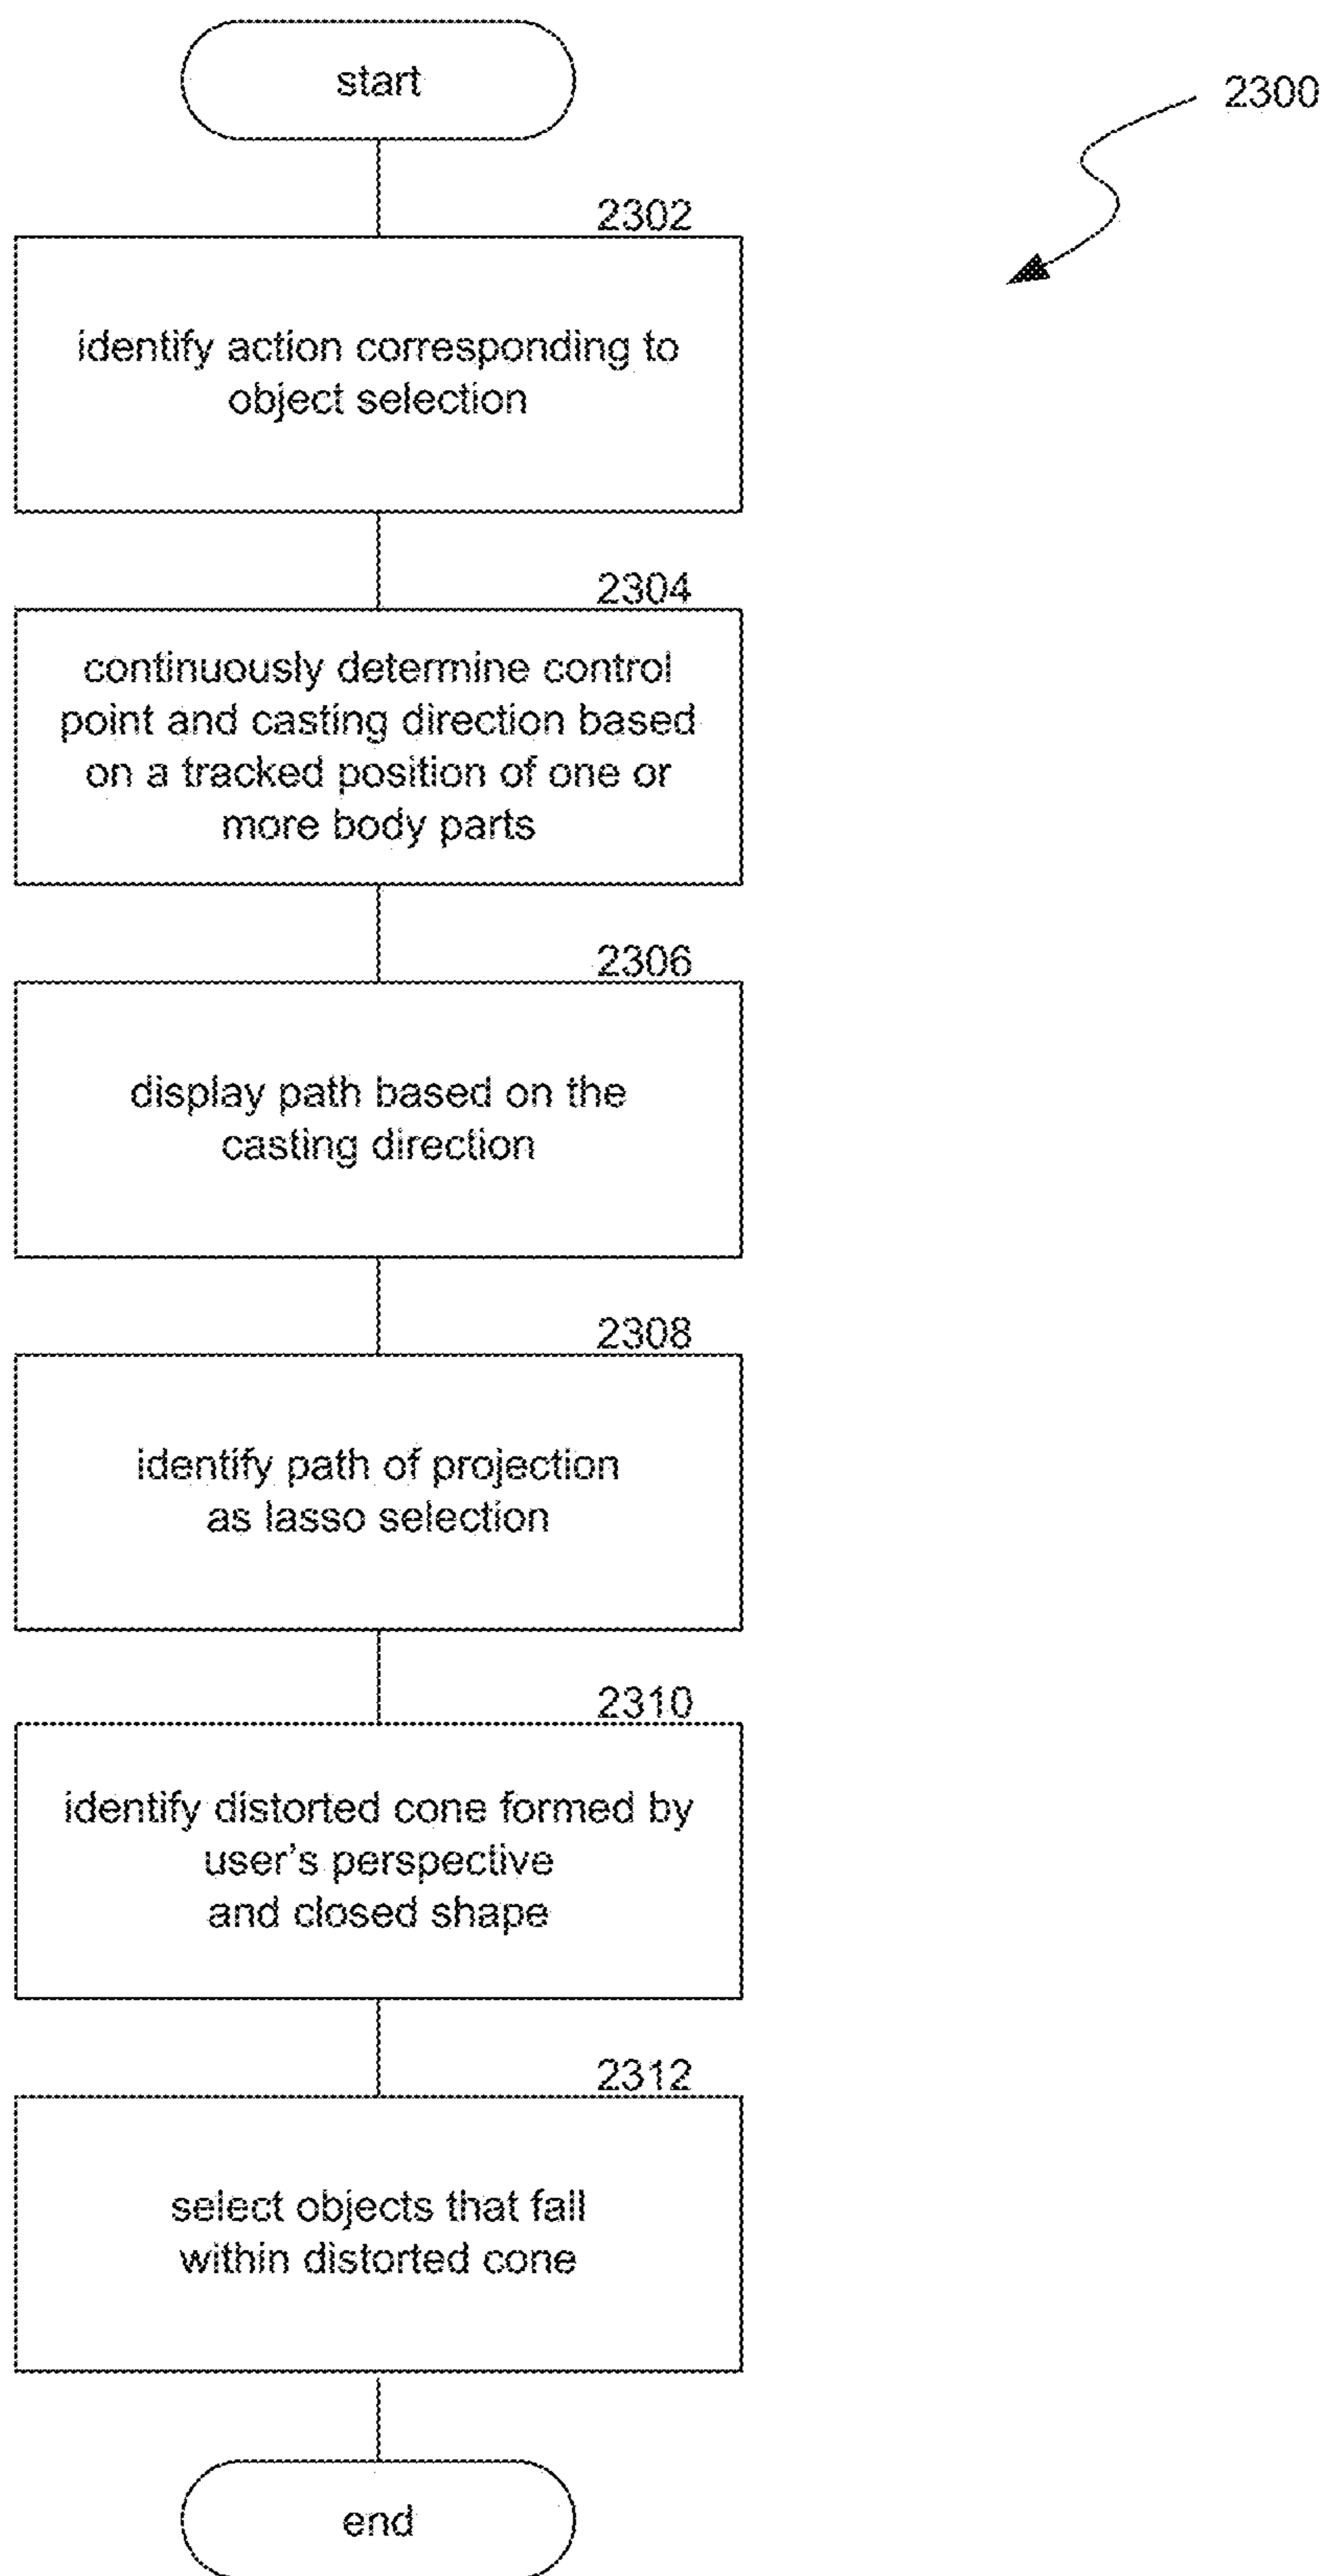 start
2300
2302
identify action corresponding to
object selection
2304
continuously determine control
point and casting direction based
on a tracked position of one or
more body parts
2306
display path based on the
casting direction
2308
identify path of projection
as lasso selection
2310
identify distorted cone formed by
user's perspective
and closed shape
2312
select objects that fall
within distorted cone
end